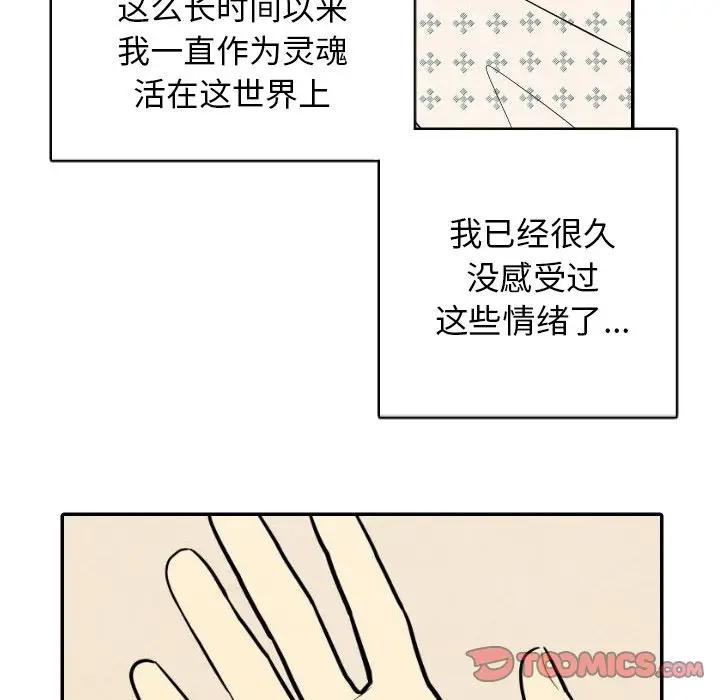 这么长时间以来
我一直作为灵魂
活在这世界上
我已经很久
没感受过
这些情绪了...
DTOOMICS.COM